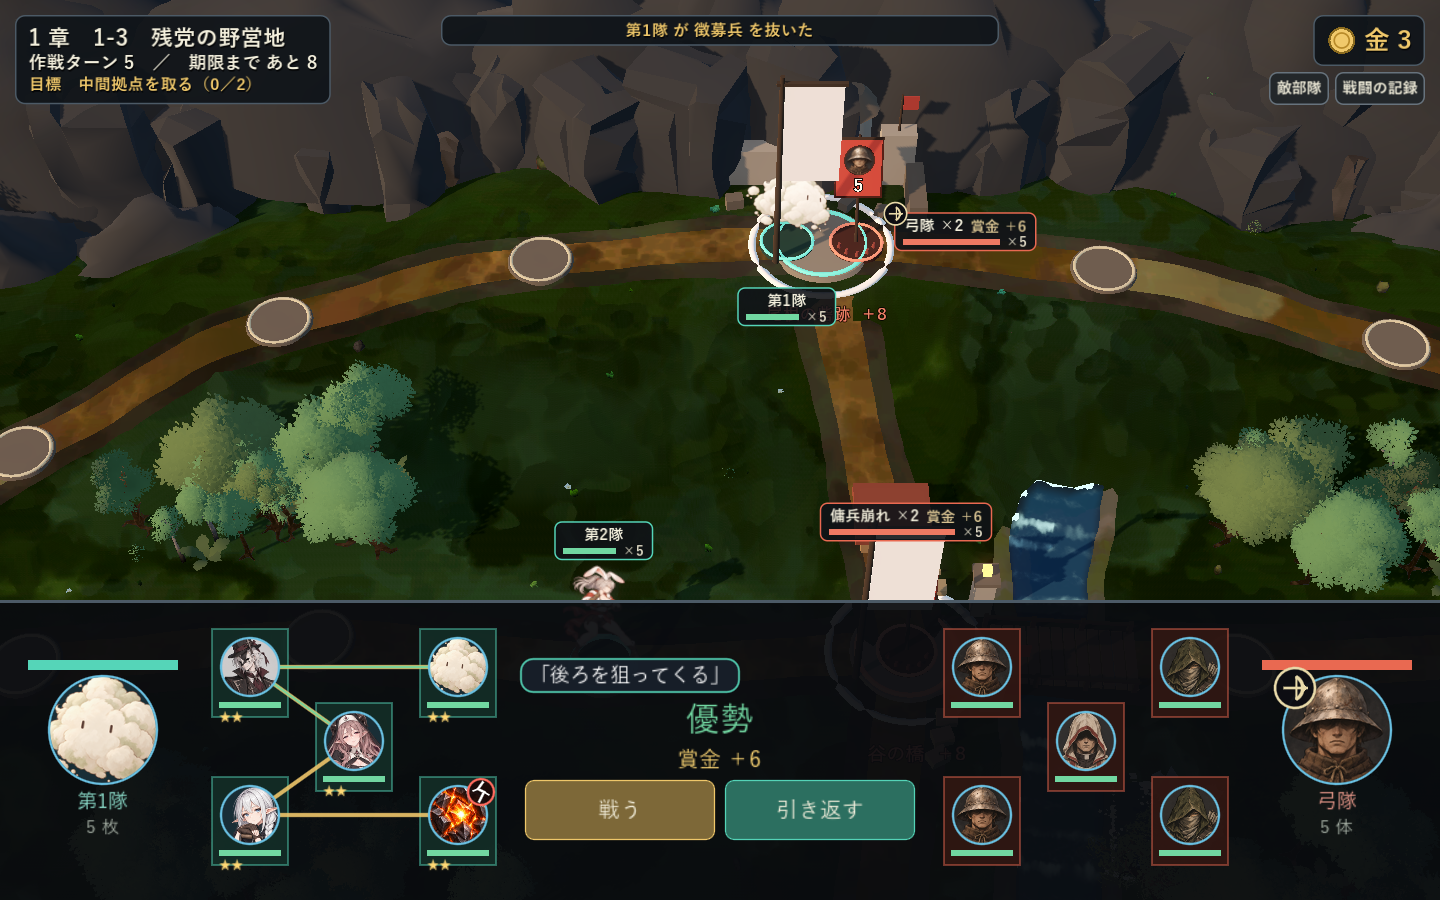 1 章　1-3　残党の野営地
作戦ターン 5　／　期限まで あと 8
目標　中間拠点を取る（0／2）
第1隊 が 徴募兵 を抜いた
金 3
敵部隊
戦闘の記録
5
弓隊 ×2 賞金 +6
×5
第1隊
×5
跡 +8
第2隊
×5
傭兵崩れ ×2 賞金 +6
×5
「後ろを狙ってくる」
優勢
賞金 +6
谷の橋 +8
戦う
引き返す
第1隊
5 枚
弓隊
5 体